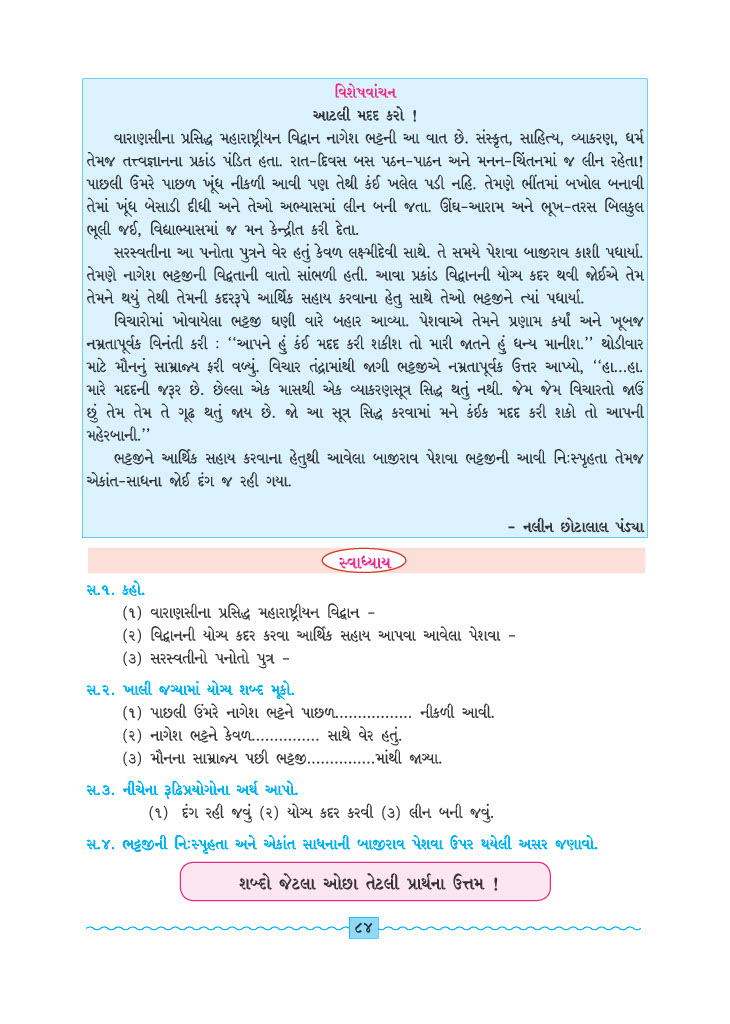 વિશેષવાંચન
આટલી મદદ કરો !
વારાણસીના પ્રસિદ્ધ મહારાષ્ટ્રીયન વિદ્વાન નાગેશ ભટ્ટની આ વાત છે. સંસ્કૃત, સાહિત્ય, વ્યાકરણ, ધર્મ
તેમજ તત્ત્વજ્ઞાનના પ્રકાંડ પંડિત હતા. રાત-દિવસ બસ પઠન-પાઠન અને મનન-ચિંતનમાં જ લીન રહેતા!
પાછલી ઉંમરે પાછળ ખૂંધ નીકળી આવી પણ તેથી કંઈ ખલેલ પડી નહિ. તેમણે ભીંતમાં બખોલ બનાવી
તેમાં ખૂંધ બેસાડી દીધી અને તેઓ અભ્યાસમાં લીન બની જતા. ઊંઘ-આરામ અને ભૂખ-તરસ બિલકુલ
ભૂલી જઈ, વિદ્યાભ્યાસમાં જ મન કેન્દ્રીત કરી દેતા.
સરસ્વતીના આ પનોતા પુત્રને વેર હતું કેવળ લક્ષ્મીદેવી સાથે. તે સમયે પેશવા બાજીરાવ કાશી પધાર્યા.
તેમણે નાગેશ ભટ્ટજીની વિદ્વતાની વાતો સાંભળી હતી. આવા પ્રકાંડ વિદ્વાનની યોગ્ય કદર થવી જોઈએ તેમ
તેમને થયું તેથી તેમની કદરરૂપે આર્થિક સહાય કરવાના હેતુ સાથે તેઓ ભટ્ટજીને ત્યાં પધાર્યા.
વિચારોમાં ખોવાયેલા ભટ્ટજી ઘણી વારે બહાર આવ્યા. પેશવાએ તેમને પ્રણામ કર્યાં અને ખૂબજ
નમ્રતાપૂર્વક વિનંતી કરી : ‘‘આપને હું કંઈ મદદ કરી શકીશ તો મારી જાતને હું ધન્ય માનીશ.’’ થોડીવાર
માટે મૌનનું સામ્રાજ્ય ફરી વળ્યું. વિચાર તંદ્રામાંથી જાગી ભટ્ટજીએ નમ્રતાપૂર્વક ઉત્તર આપ્યો, ‘‘હા...હા.
મારે મદદની જરૂર છે. છેલ્લા એક માસથી એક વ્યાકરણસૂત્ર સિદ્ધ થતું નથી. જેમ જેમ વિચારતો જાઉં
છું તેમ તેમ તે ગૂઢ થતું જાય છે. જો આ સૂત્ર સિદ્ધ કરવામાં મને કંઈક મદદ કરી શકો તો આપની
મહેરબાની.’’
ભટ્ટજીને આર્થિક સહાય કરવાના હેતુથી આવેલા બાજીરાવ પેશવા ભટ્ટજીની આવી નિઃસ્પૃહતા તેમજ
એકાંત-સાધના જોઈ દંગ જ રહી ગયા.
- નલીન છોટાલાલ પંડ્યા
સ્વાધ્યાય
સ.૧. કહો.
(૧) વારાણસીના પ્રસિદ્ધ મહારાષ્ટ્રીયન વિદ્વાન -
(૨) વિદ્વાનની યોગ્ય કદર કરવા આર્થિક સહાય આપવા આવેલા પેશવા -
(૩) સરસ્વતીનો પનોતો પુત્ર -
સ.૨. ખાલી જગ્યામાં યોગ્ય શબ્દ મૂકો.
(૧) પાછલી ઉંમરે નાગેશ ભટ્ટને પાછળ................. નીકળી આવી.
(૨) નાગેશ ભટ્ટને કેવળ............... સાથે વેર હતું.
(૩) મૌનના સામ્રાજ્ય પછી ભટ્ટજી...............માંથી જાગ્યા.
સ.૩. નીચેના રૂઢિપ્રયોગોના અર્થ આપો.
(૧) દંગ રહી જવું (૨) યોગ્ય કદર કરવી (૩) લીન બની જવું.
સ.૪. ભટ્ટજીની નિઃસ્પૃહતા અને એકાંત સાધનાની બાજીરાવ પેશવા ઉપર થયેલી અસર જણાવો.
શબ્દો જેટલા ઓછા તેટલી પ્રાર્થના ઉત્તમ !
૮૪